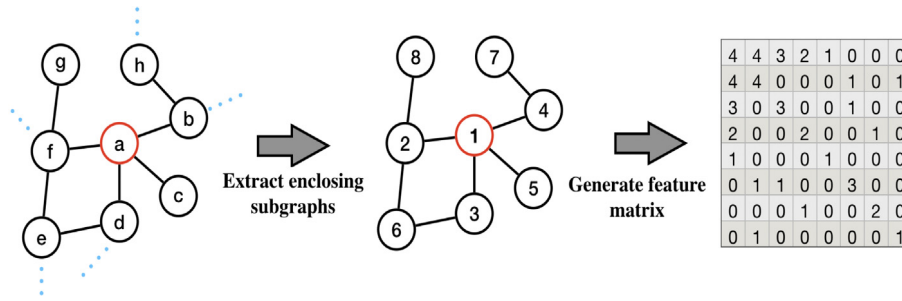 g
h
b
f
a
c
e
d
Extract enclosing
subgraphs
8
7
4
2
1
5
6
3
Generate feature
matrix
4 4 3 2 1 0 0 0
4 4 0 0 0 1 0 1
3 0 3 0 0 1 0 0
2 0 0 2 0 0 1 0
1 0 0 0 1 0 0 0
0 1 1 0 0 3 0 0
0 0 0 1 0 0 2 0
0 1 0 0 0 0 0 1